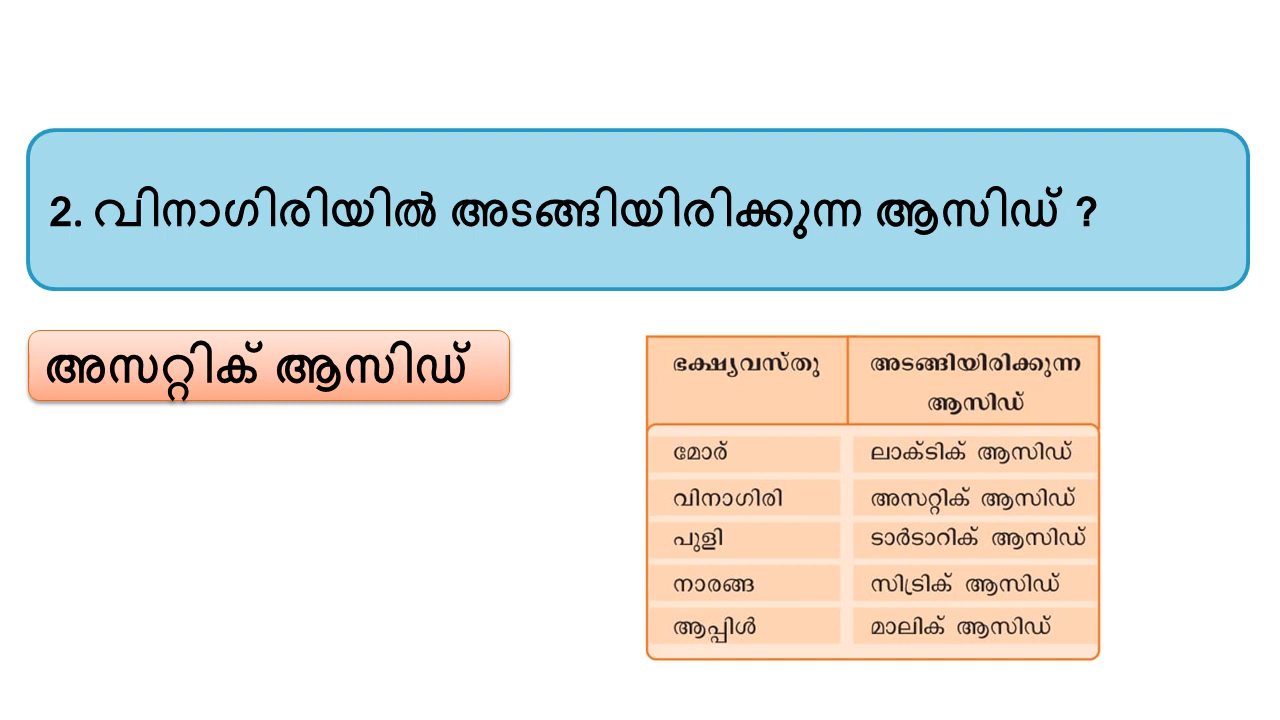 2. വിനാഗിരിയിൽ അടങ്ങിയിരിക്കുന്ന ആസിഡ് ?
അസറ്റിക് ആസിഡ്
ഭക്ഷ്യവസ്തു അടങ്ങിയിരിക്കുന്ന
ആസിഡ്
മോര് ലാക്ടിക് ആസിഡ്
വിനാഗിരി അസറ്റിക് ആസിഡ്
പുളി ടാർടാറിക് ആസിഡ്
നാരങ്ങ സിട്രിക് ആസിഡ്
ആപ്പിൾ മാലിക് ആസിഡ്